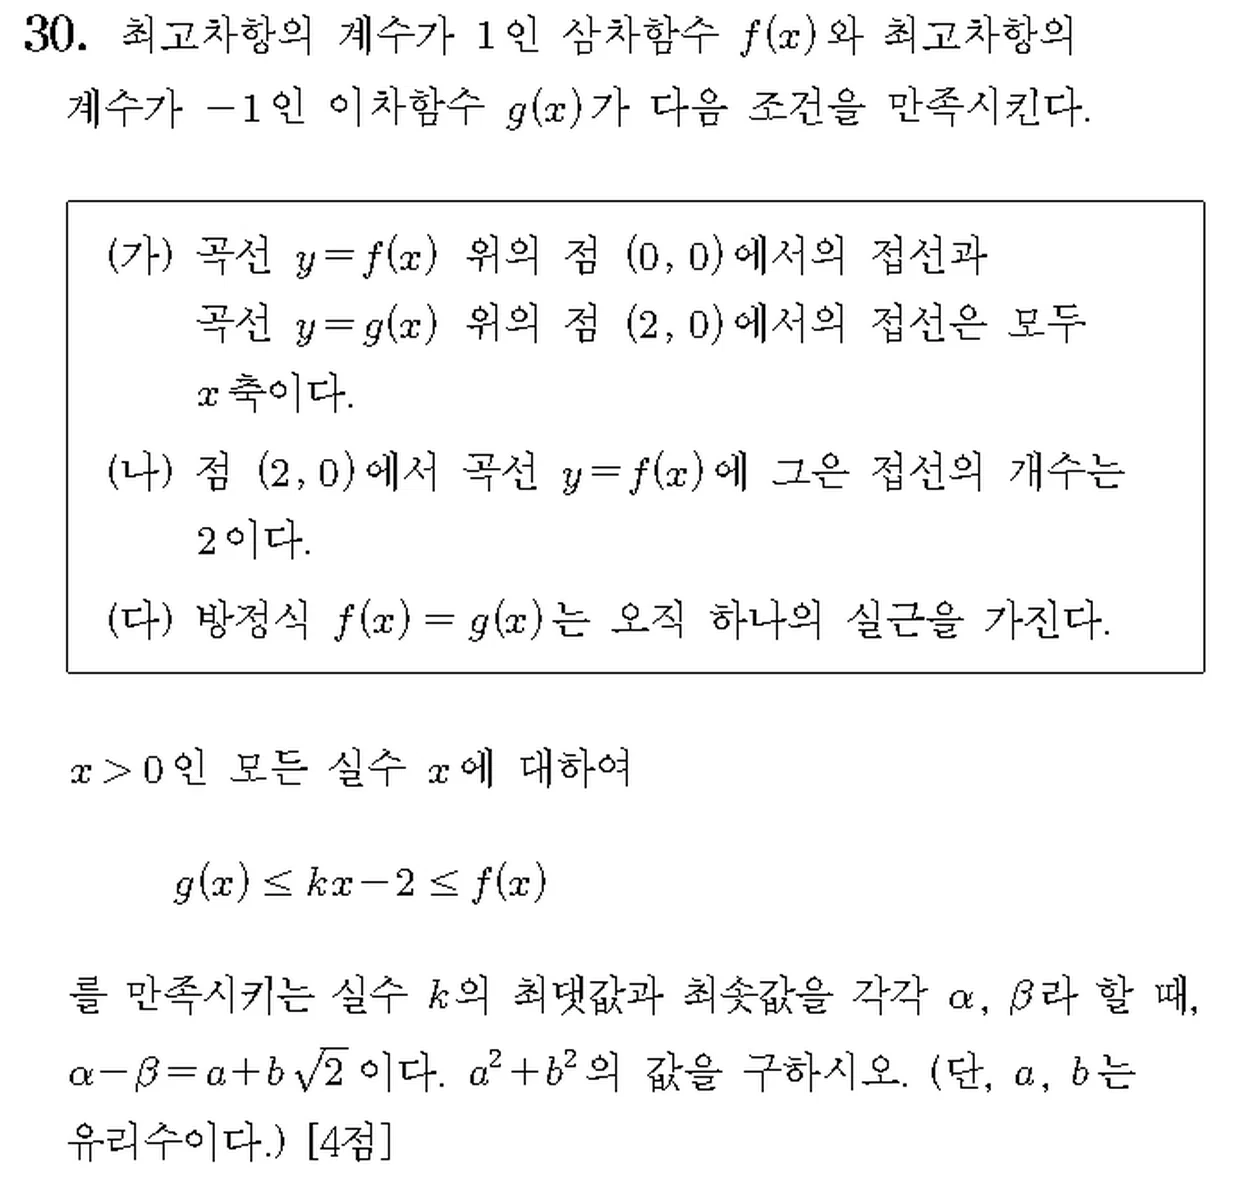 30. 최고차항의 계수가 1인 삼차함수 f(x)와 최고차항의
계수가 −1인 이차함수 g(x)가 다음 조건을 만족시킨다.
(가) 곡선 y=f(x) 위의 점 (0, 0)에서의 접선과
곡선 y=g(x) 위의 점 (2, 0)에서의 접선은 모두
x축이다.
(나) 점 (2, 0)에서 곡선 y=f(x)에 그은 접선의 개수는
2이다.
(다) 방정식 f(x)=g(x)는 오직 하나의 실근을 가진다.
x>0인 모든 실수 x에 대하여
g(x) ≤ kx−2 ≤ f(x)
를 만족시키는 실수 k의 최댓값과 최솟값을 각각 α, β라 할 때,
α−β=a+b√2 이다. a²+b²의 값을 구하시오. (단, a, b는
유리수이다.) [4점]